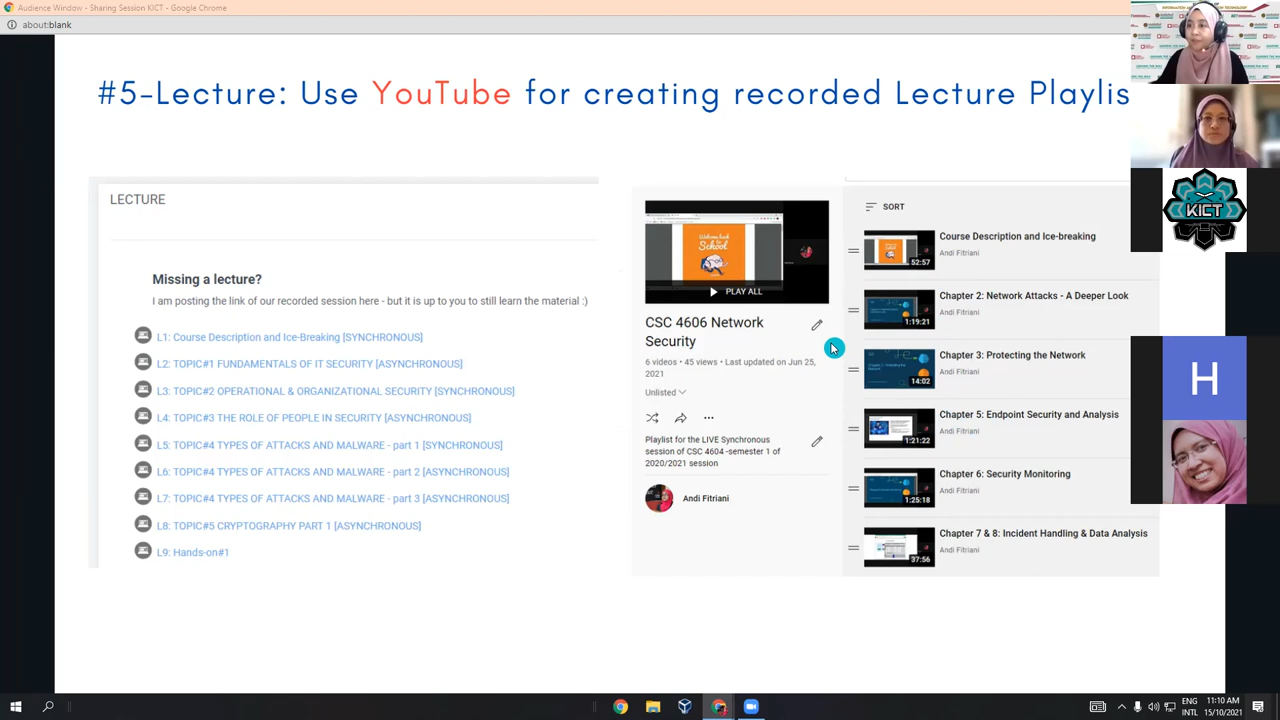 Audience Window - Sharing Session KICT - Google Chrome
about:blank
#5-Lecture: Use YouTube for creating recorded Lecture Playlis
LECTURE
Missing a lecture?
I am posting the link of our recorded session here - but it is up to you to still learn the material :)
L1: Course Description and Ice-Breaking [SYNCHRONOUS]
L2: TOPIC#1 FUNDAMENTALS OF IT SECURITY [ASYNCHRONOUS]
L3: TOPIC#2 OPERATIONAL & ORGANIZATIONAL SECURITY [SYNCHRONOUS]
L4: TOPIC#3 THE ROLE OF PEOPLE IN SECURITY [ASYNCHRONOUS]
L5: TOPIC#4 TYPES OF ATTACKS AND MALWARE - part 1 [SYNCHRONOUS]
L6: TOPIC#4 TYPES OF ATTACKS AND MALWARE - part 2 [ASYNCHRONOUS]
L7: TOPIC#4 TYPES OF ATTACKS AND MALWARE - part 3 [ASYNCHRONOUS]
L8: TOPIC#5 CRYPTOGRAPHY PART 1 [ASYNCHRONOUS]
L9: Hands-on#1
Welcome back
School
PLAY ALL
CSC 4606 Network
Security
6 videos • 45 views • Last updated on Jun 25,
2021
Unlisted
Playlist for the LIVE Synchronous
session of CSC 4604 -semester 1 of
2020/2021 session
Andi Fitriani
SORT
52:57
Course Description and Ice-breaking
Andi Fitriani
1:19:21
Chapter 2: Network Attacks - A Deeper Look
Andi Fitriani
14:02
Chapter 3: Protecting the Network
Andi Fitriani
1:21:22
Chapter 5: Endpoint Security and Analysis
Andi Fitriani
1:25:18
Chapter 6: Security Monitoring
Andi Fitriani
37:56
Chapter 7 & 8: Incident Handling & Data Analysis
Andi Fitriani
KICT
H
ENG
INTL
11:10 AM
15/10/2021